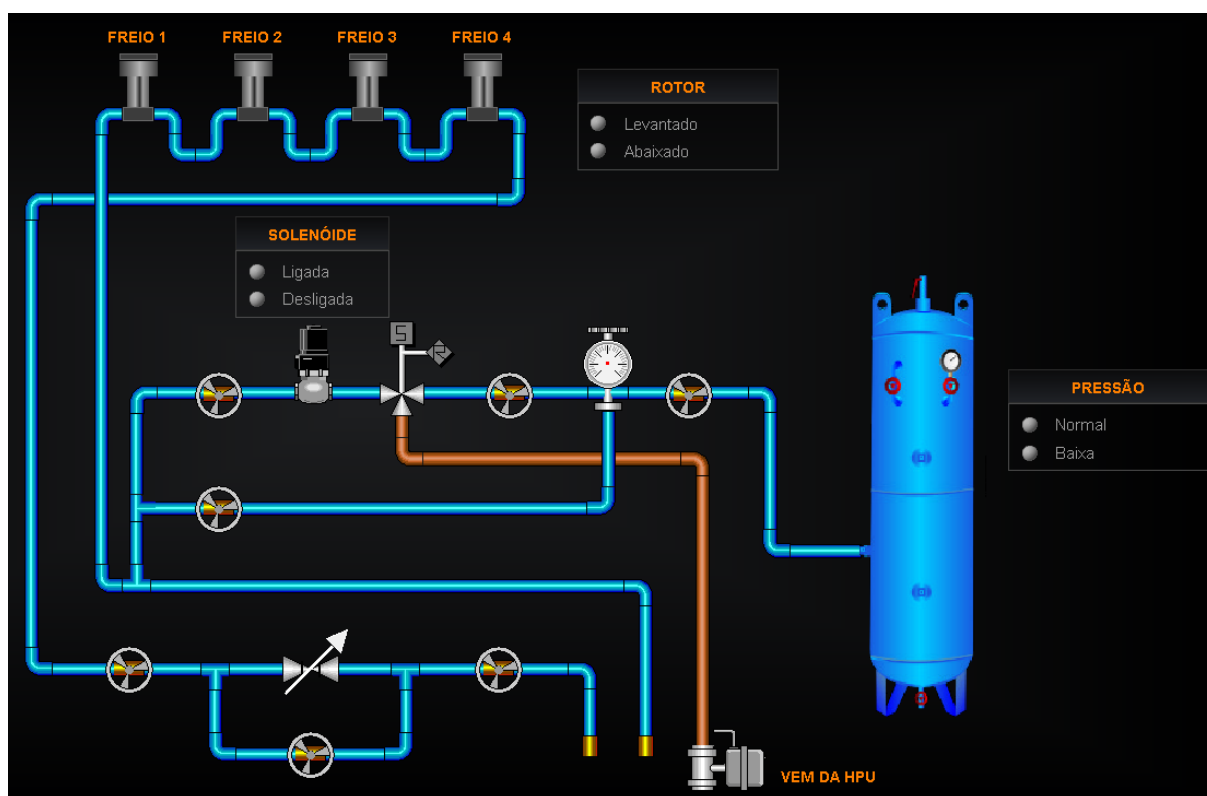 FREIO 1
FREIO 2
FREIO 3
FREIO 4
ROTOR
Levantado
Abaixado
SOLENÓIDE
Ligada
Desligada
S
R
PRESSÃO
Normal
Baixa
VEM DA HPU